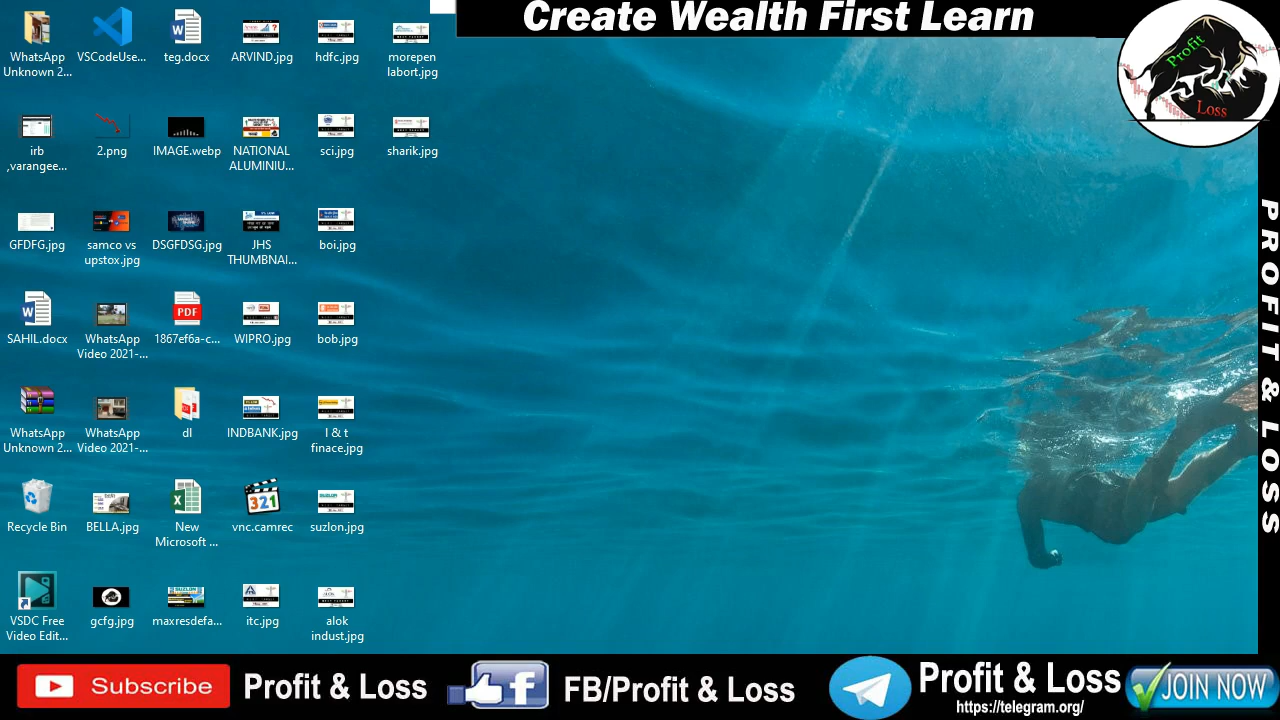 Create Wealth First Learn
Profit
Loss
PROFIT & LOSS
WhatsApp
Unknown 2...
VSCodeUse...
teg.docx
ARVIND.jpg
hdfc.jpg
morepen
labort.jpg
irb
,varangee...
2.png
IMAGE.webp
NATIONAL
ALUMINIU...
sci.jpg
sharik.jpg
GFDFG.jpg
samco vs
upstox.jpg
DSGFDSG.jpg
JHS
THUMBNAI...
boi.jpg
SAHIL.docx
WhatsApp
Video 2021-...
PDF
1867ef6a-c...
WIPRO.jpg
bob.jpg
WhatsApp
Unknown 2...
WhatsApp
Video 2021-...
dl
INDBANK.jpg
l & t
finace.jpg
Recycle Bin
BELLA.jpg
New
Microsoft ...
321
vnc.camrec
suzlon.jpg
VSDC Free
Video Edit...
gcfg.jpg
maxresdefa...
itc.jpg
alok
indust.jpg
Subscribe
Profit & Loss
FB/Profit & Loss
Profit & Loss
https://telegram.org/
JOIN NOW